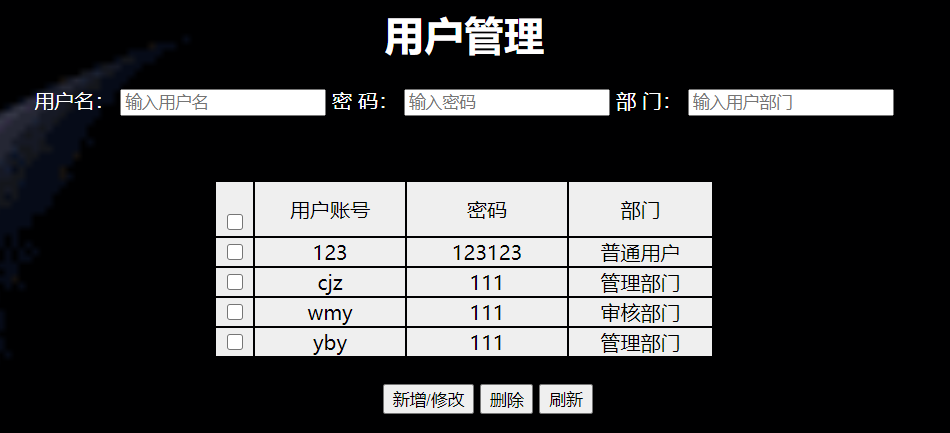 用户管理
用户名： 输入用户名 密 码： 输入密码 部 门： 输入用户部门
用户账号 密码 部门
123 123123 普通用户
cjz 111 管理部门
wmy 111 审核部门
yby 111 管理部门
新增/修改 删除 刷新